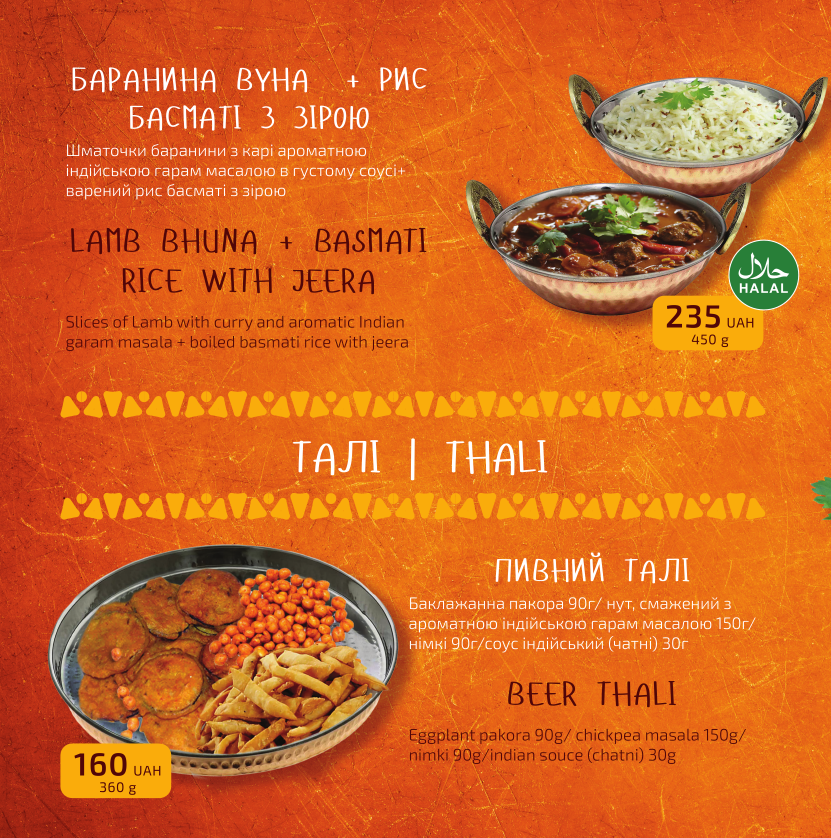 БАРАНИНА ВУНА + РИС
БАСМАТІ З ЗІРОЮ
Шматочки баранини з карі ароматною
індійською гарам масалою в густому соусі+
варений рис басматі з зірою
LAMB BHUNA + BASMATI
RICE WITH JEERA
Slices of Lamb with curry and aromatic Indian
garam masala + boiled basmati rice with jeera
حلال
HALAL
235 UAH
450 g
ТАЛІ | THALI
ПИВНИЙ ТАЛІ
Баклажанна пакора 90г/ нут, смажений з
ароматною індійською гарам масалою 150г/
німкі 90г/соус індійський (чатні) 30г
BEER THALI
Eggplant pakora 90g/ chickpea masala 150g/
nimki 90g/indian souce (chatni) 30g
160 UAH
360 g